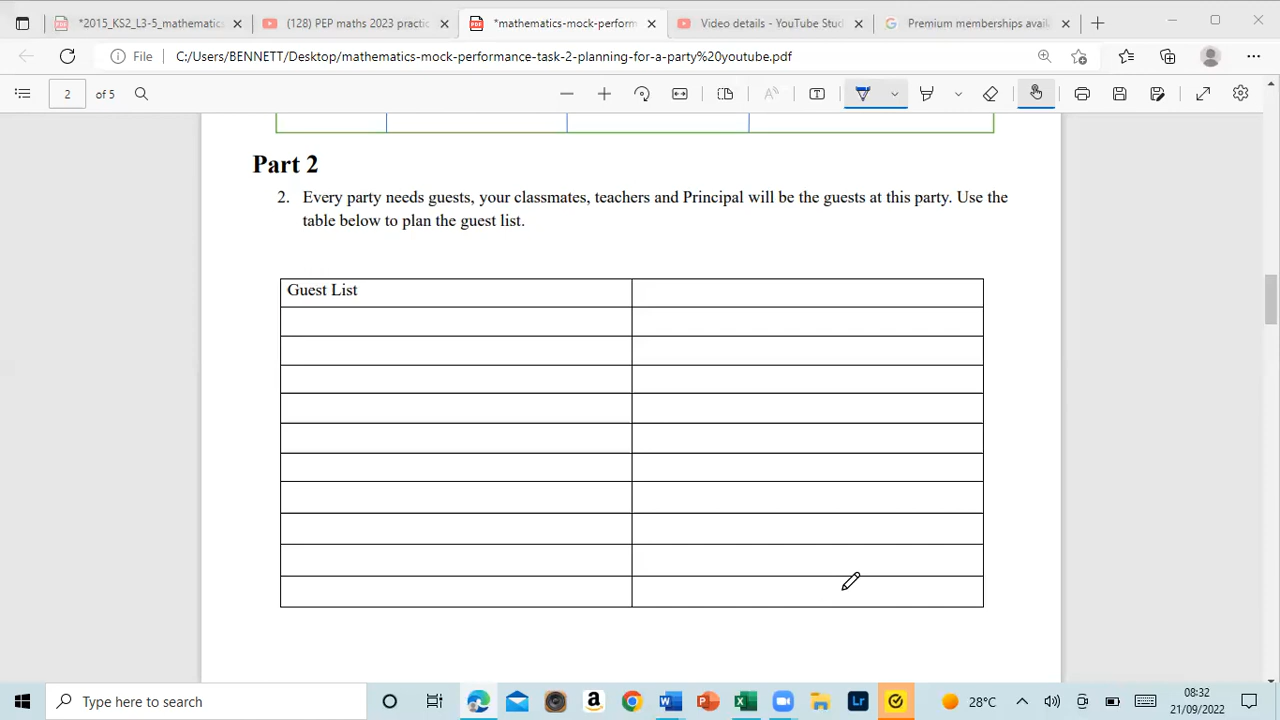 *2015_KS2_L3-5_mathematics
(128) PEP maths 2023 practic
*mathematics-mock-perform
Video details - YouTube Stud
Premium memberships avail
File
C:/Users/BENNETT/Desktop/mathematics-mock-performance-task-2-planning-for-a-party%20youtube.pdf
2 of 5
Part 2
2. Every party needs guests, your classmates, teachers and Principal will be the guests at this party. Use the
table below to plan the guest list.
Guest List
Type here to search
28°C
08:32
21/09/2022